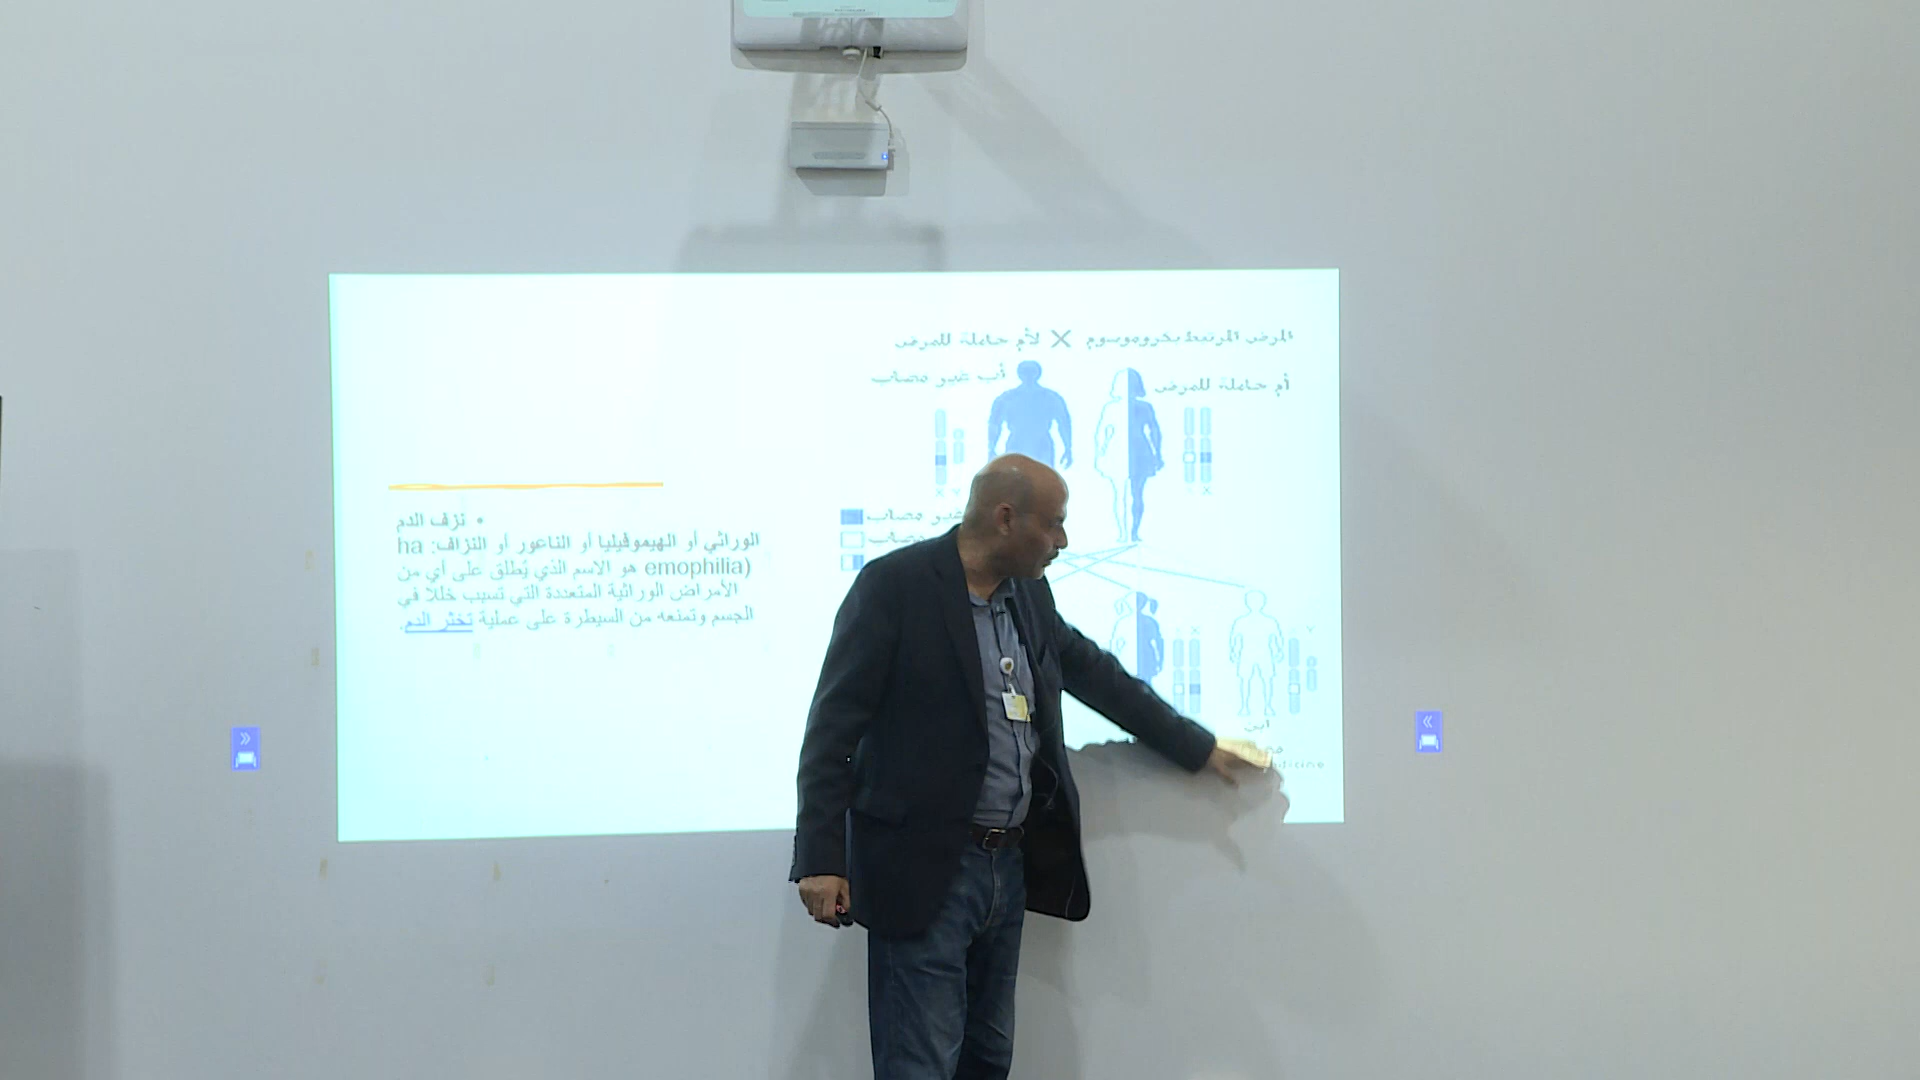 المرض المرتبط بكروموسوم X لأم حاملة للمرض
أب غير مصاب
أم حاملة للمرض
X Y
X
غير مصاب
X
Y
ابن
• نزف الدم
الوراثي أو الهيموفيليا أو الناعور أو النزاف: ha
emophilia) هو الاسم الذي يُطلق على أي من
الأمراض الوراثية المتعددة التي تسبب خللا في
الجسم وتمنعه من السيطرة على عملية تخثر الدم.